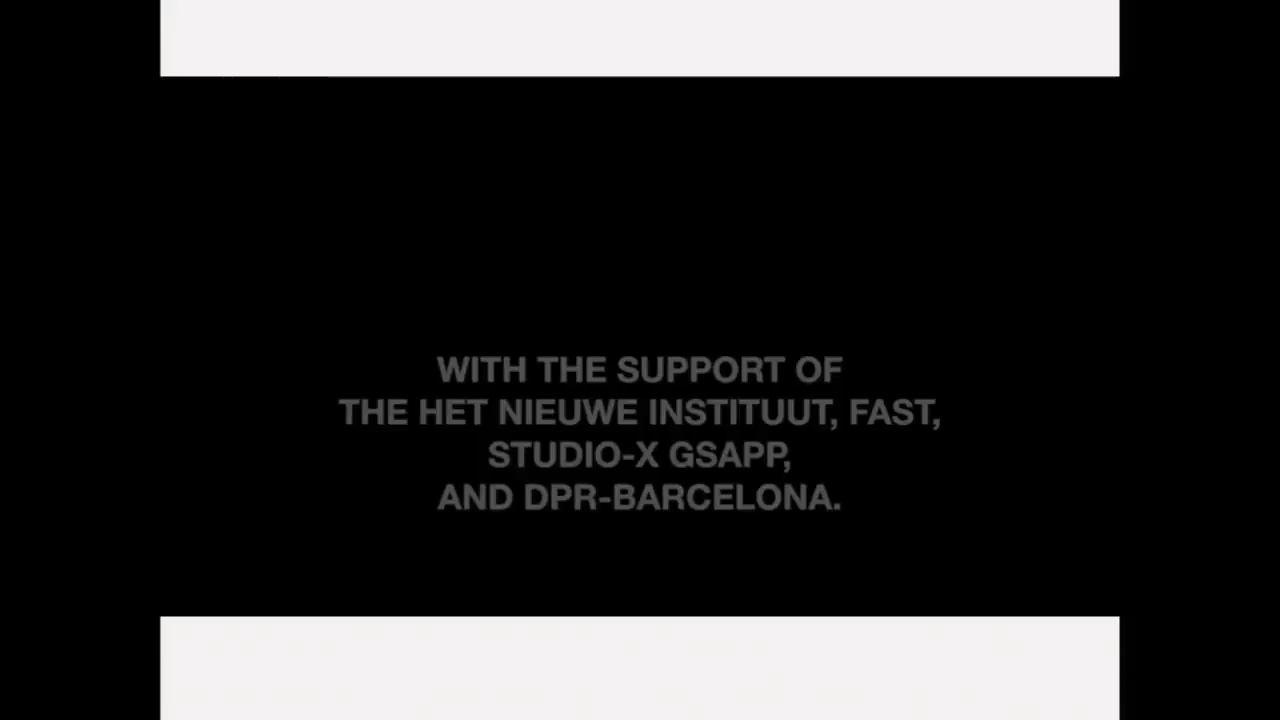 WITH THE SUPPORT OF
THE HET NIEUWE INSTITUUT, FAST,
STUDIO-X GSAPP,
AND DPR-BARCELONA.